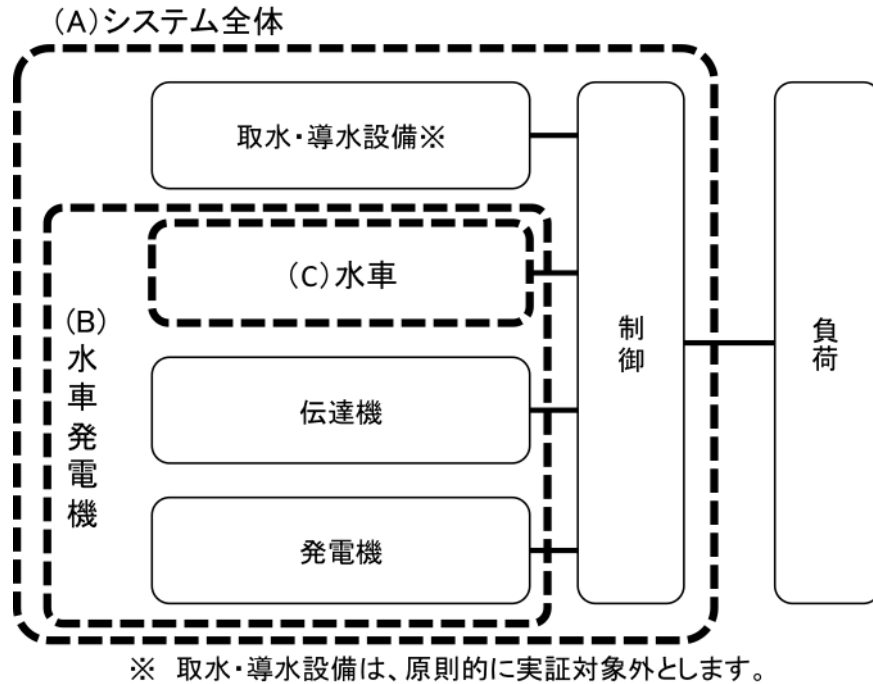 (A)システム全体
取水・導水設備※
(C)水車
(B)
水車発電機
伝達機
発電機
制御
負荷
※ 取水・導水設備は、原則的に実証対象外とします。